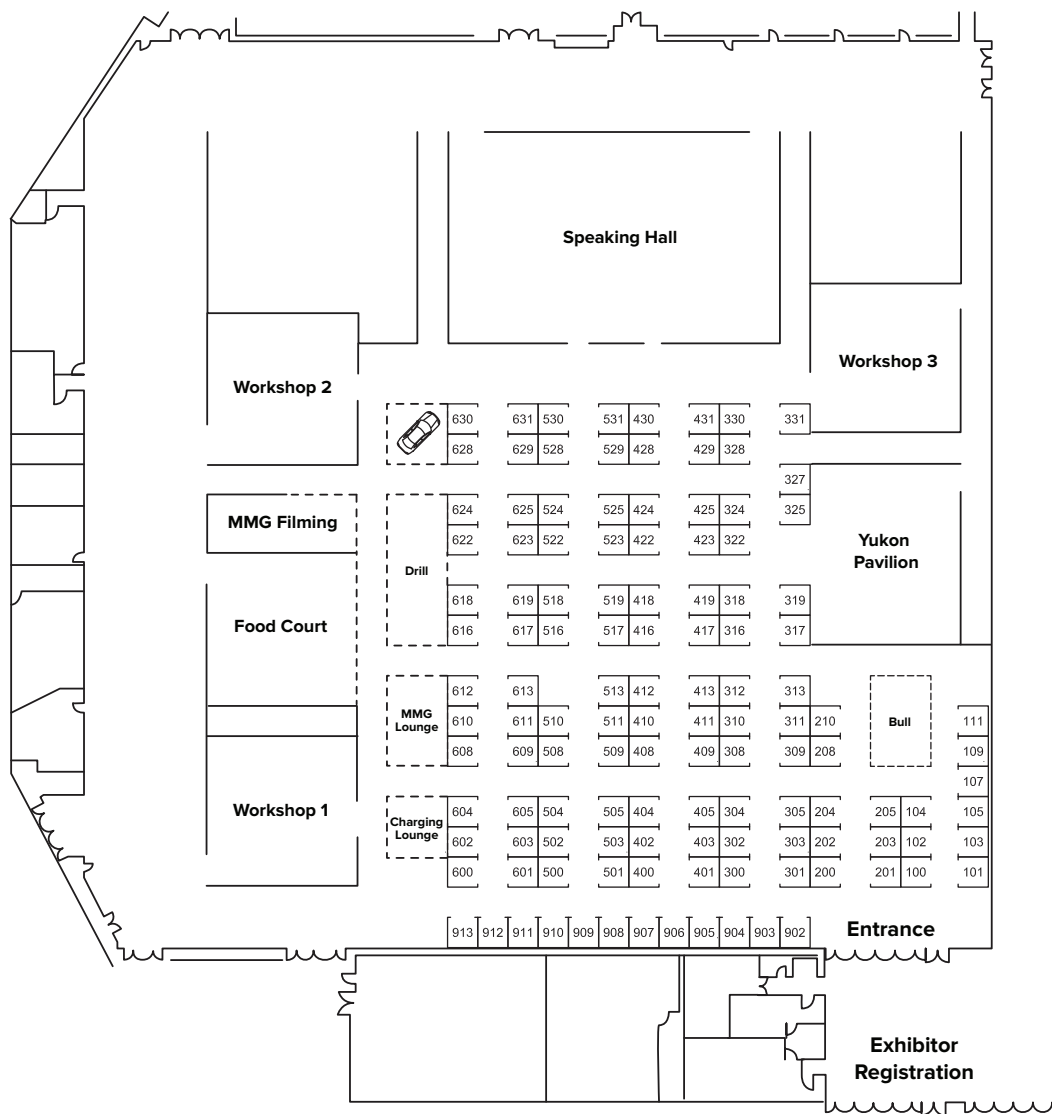 Speaking Hall
Workshop 2
Workshop 3
630 631 530 531 430 431 330 331
628 629 528 529 428 429 328
327
624 625 524 525 424 425 324 325
MMG Filming
622 623 522 523 422 423 322
Yukon
Pavilion
Drill
618 619 518 519 418 419 318 319
Food Court
616 617 516 517 416 417 316 317
612 613 513 412 413 312 313
MMG
Lounge
610 611 510 511 410 411 310 311 210
Bull
111
608 609 508 509 408 409 308 309 208
109
107
Workshop 1
Charging
Lounge
604 605 504 505 404 405 304 305 204 205 104 105
602 603 502 503 402 403 302 303 202 203 102 103
600 601 500 501 400 401 300 301 200 201 100 101
913 912 911 910 909 908 907 906 905 904 903 902
Entrance
Exhibitor
Registration